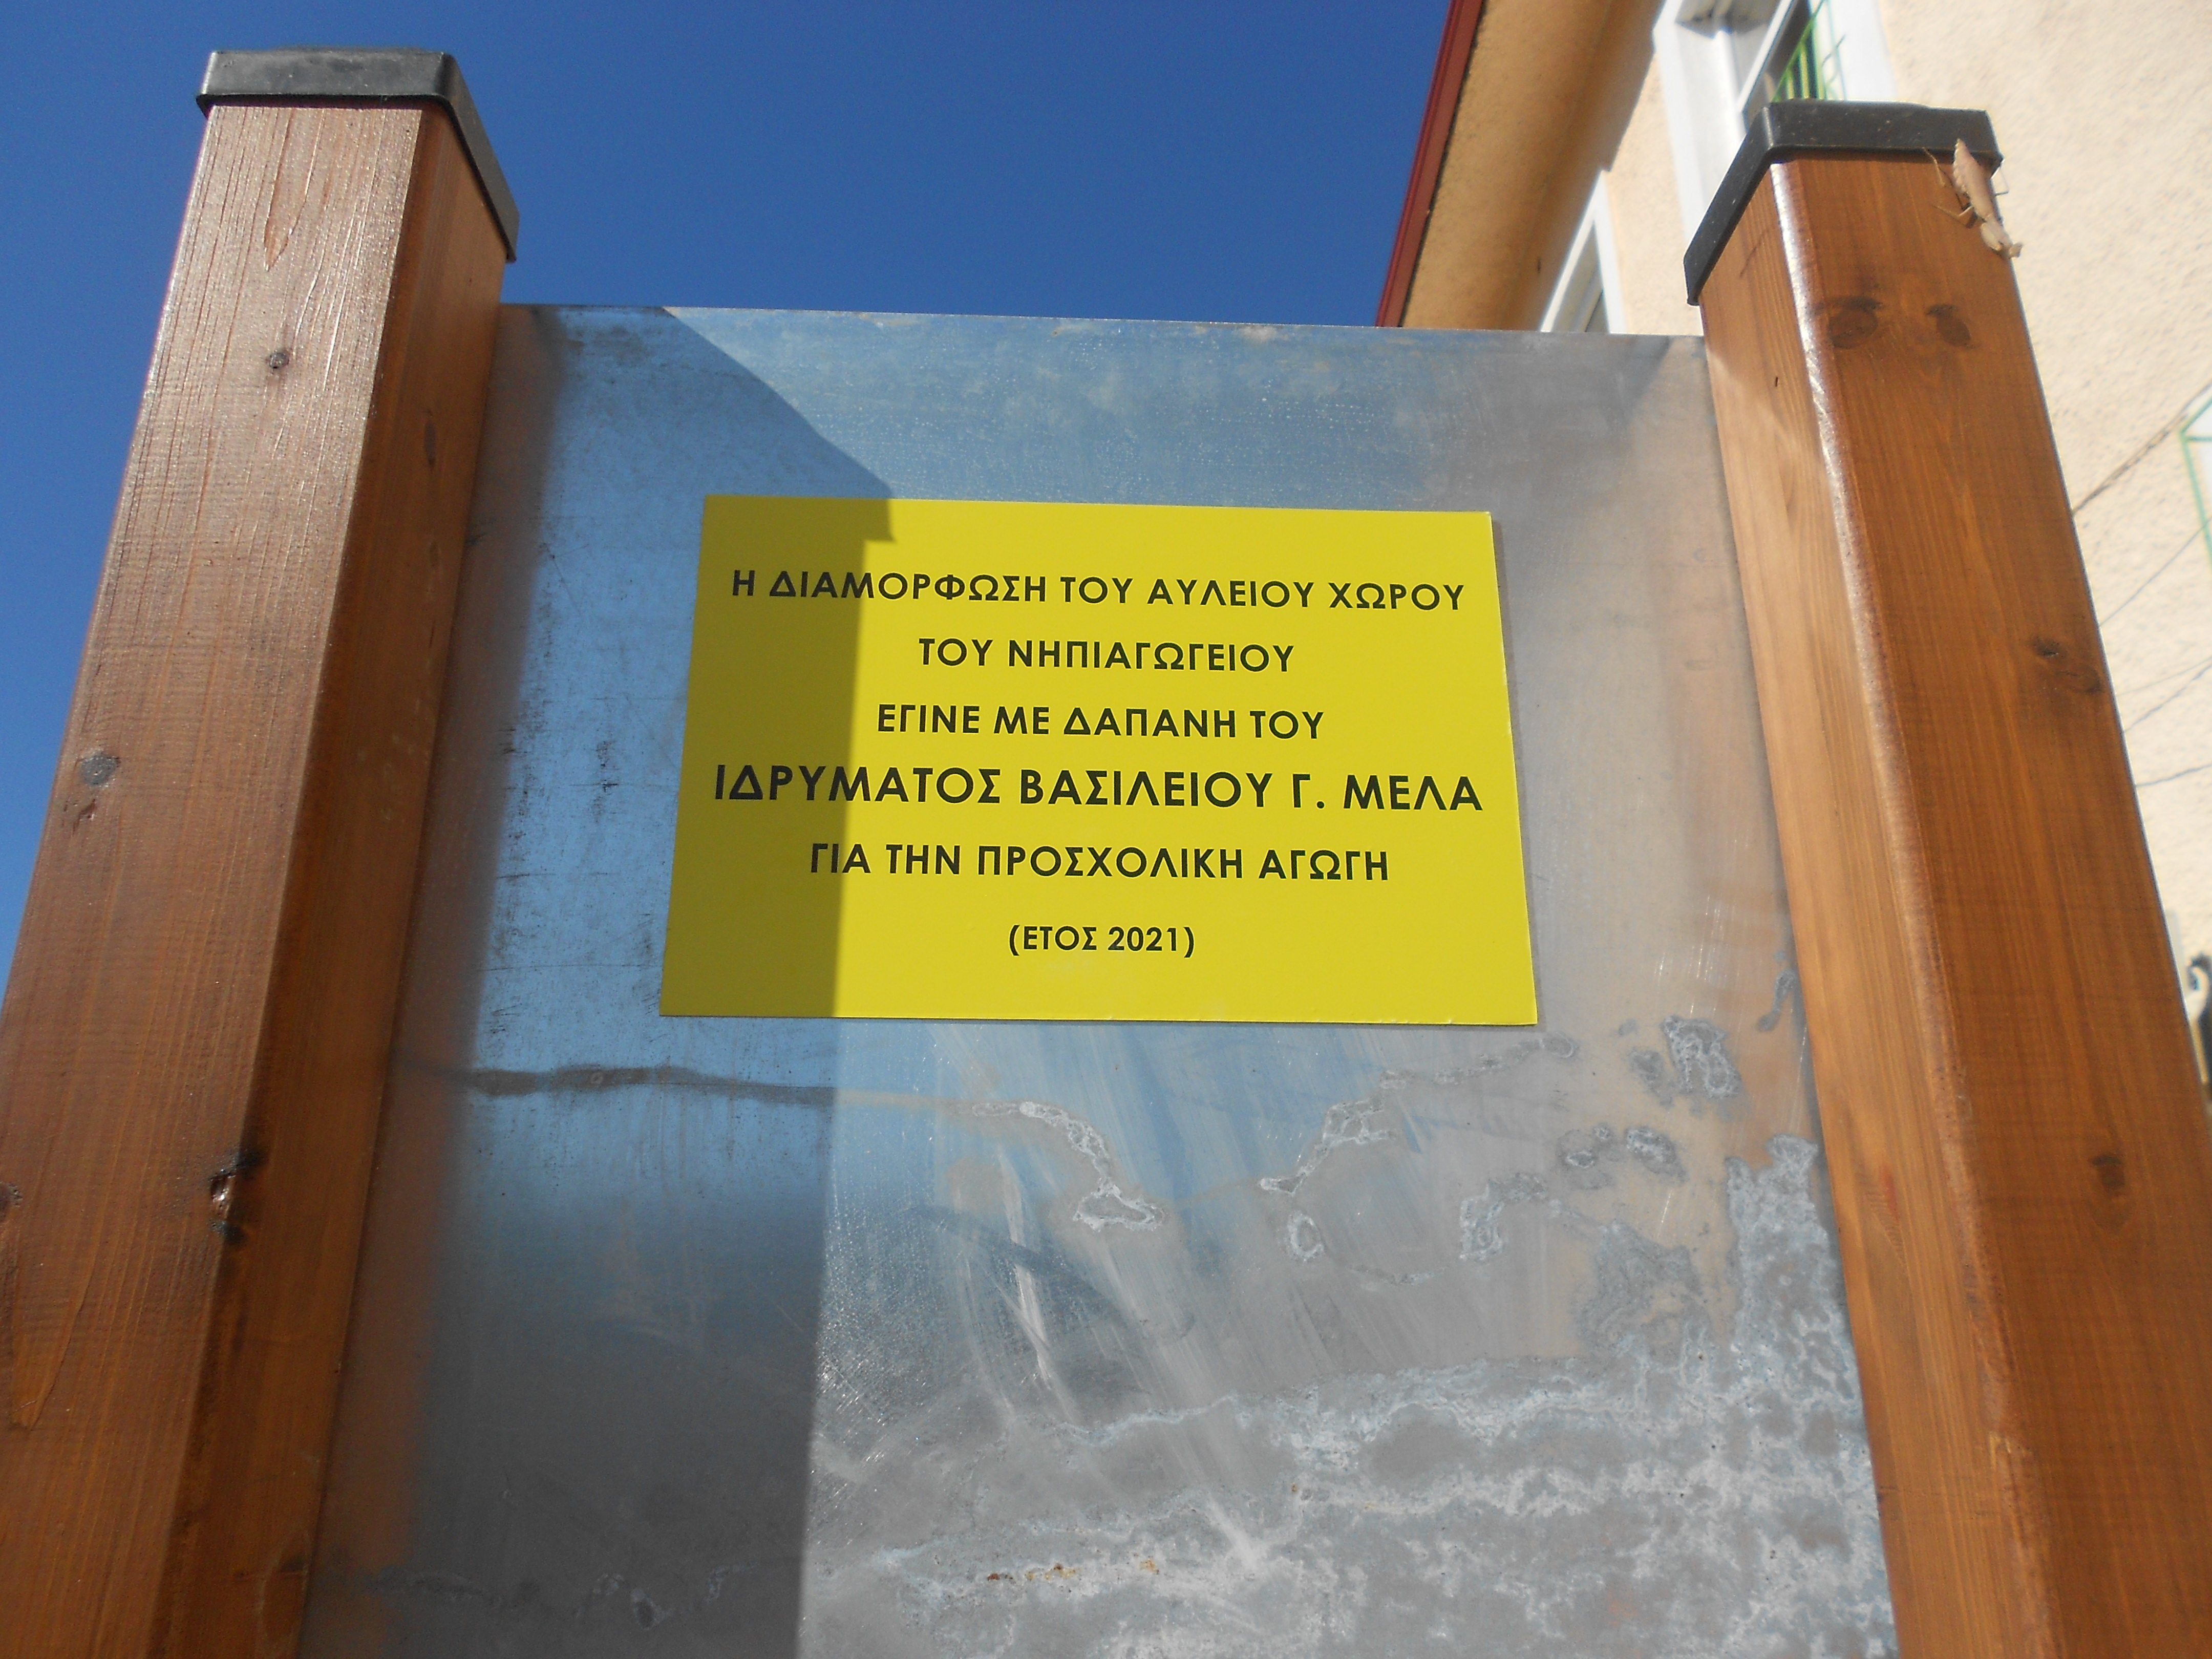 Η ΔΙΑΜΟΡΦΩΣΗ ΤΟΥ ΑΥΛΕΙΟΥ ΧΩΡΟΥ
ΤΟΥ ΝΗΠΙΑΓΩΓΕΙΟΥ
ΕΓΙΝΕ ΜΕ ΔΑΠΑΝΗ ΤΟΥ
ΙΔΡΥΜΑΤΟΣ ΒΑΣΙΛΕΙΟΥ Γ. ΜΕΛΑ
ΓΙΑ ΤΗΝ ΠΡΟΣΧΟΛΙΚΗ ΑΓΩΓΗ
(ΕΤΟΣ 2021)